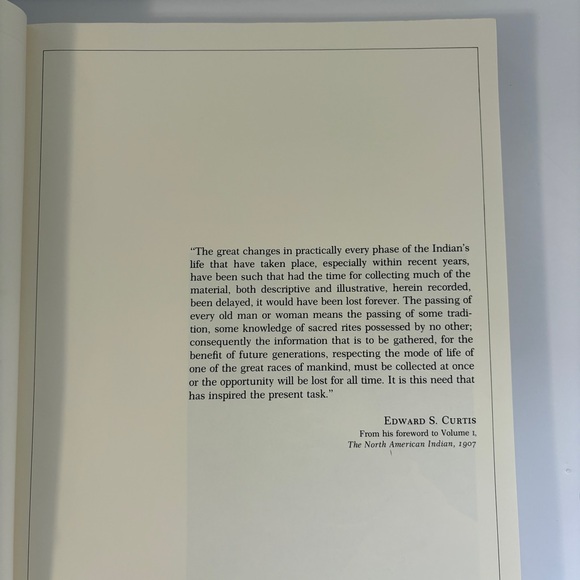 “The great changes in practically every phase of the Indian’s
life that have taken place, especially within recent years,
have been such that had the time for collecting much of the
material, both descriptive and illustrative, herein recorded,
been delayed, it would have been lost forever. The passing of
every old man or woman means the passing of some tradi-
tion, some knowledge of sacred rites possessed by no other;
consequently the information that is to be gathered, for the
benefit of future generations, respecting the mode of life of
one of the great races of mankind, must be collected at once
or the opportunity will be lost for all time. It is this need that
has inspired the present task.”
Edward S. Curtis
From his foreword to Volume 1,
The North American Indian, 1907